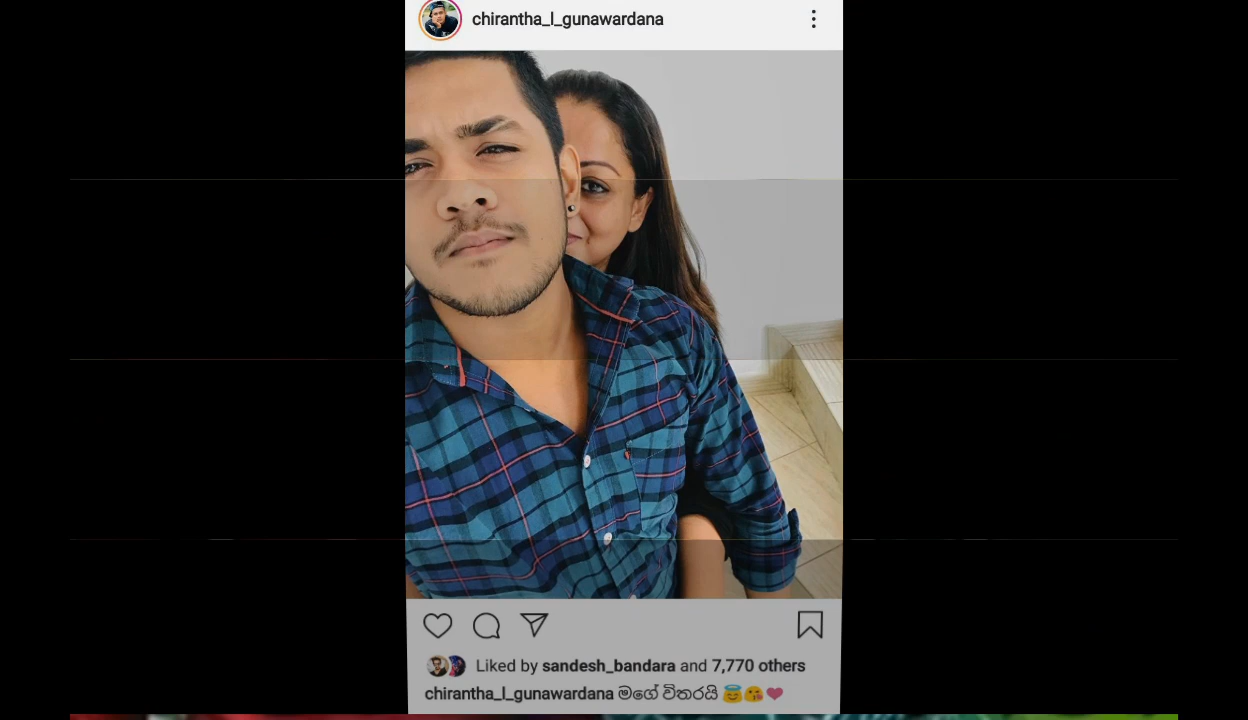 chirantha_l_gunawardana
Liked by sandesh_bandara and 7,770 others
chirantha_l_gunawardana මගේ විතරයි 😇😘❤️